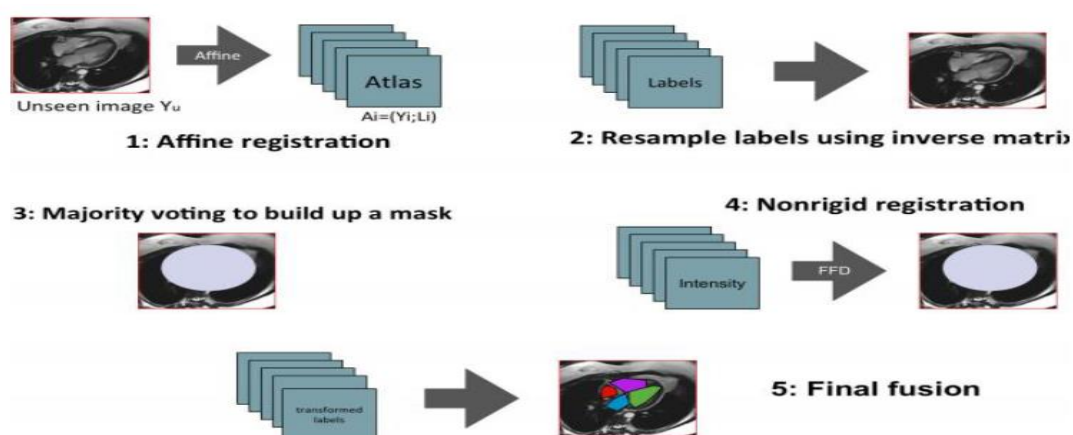 Affine
Atlas
Unseen image Yu
Ai=(Yi;Li)
1: Affine registration
Labels
2: Resample labels using inverse matrix
3: Majority voting to build up a mask
4: Nonrigid registration
Intensity
FFD
transformed
labels
5: Final fusion